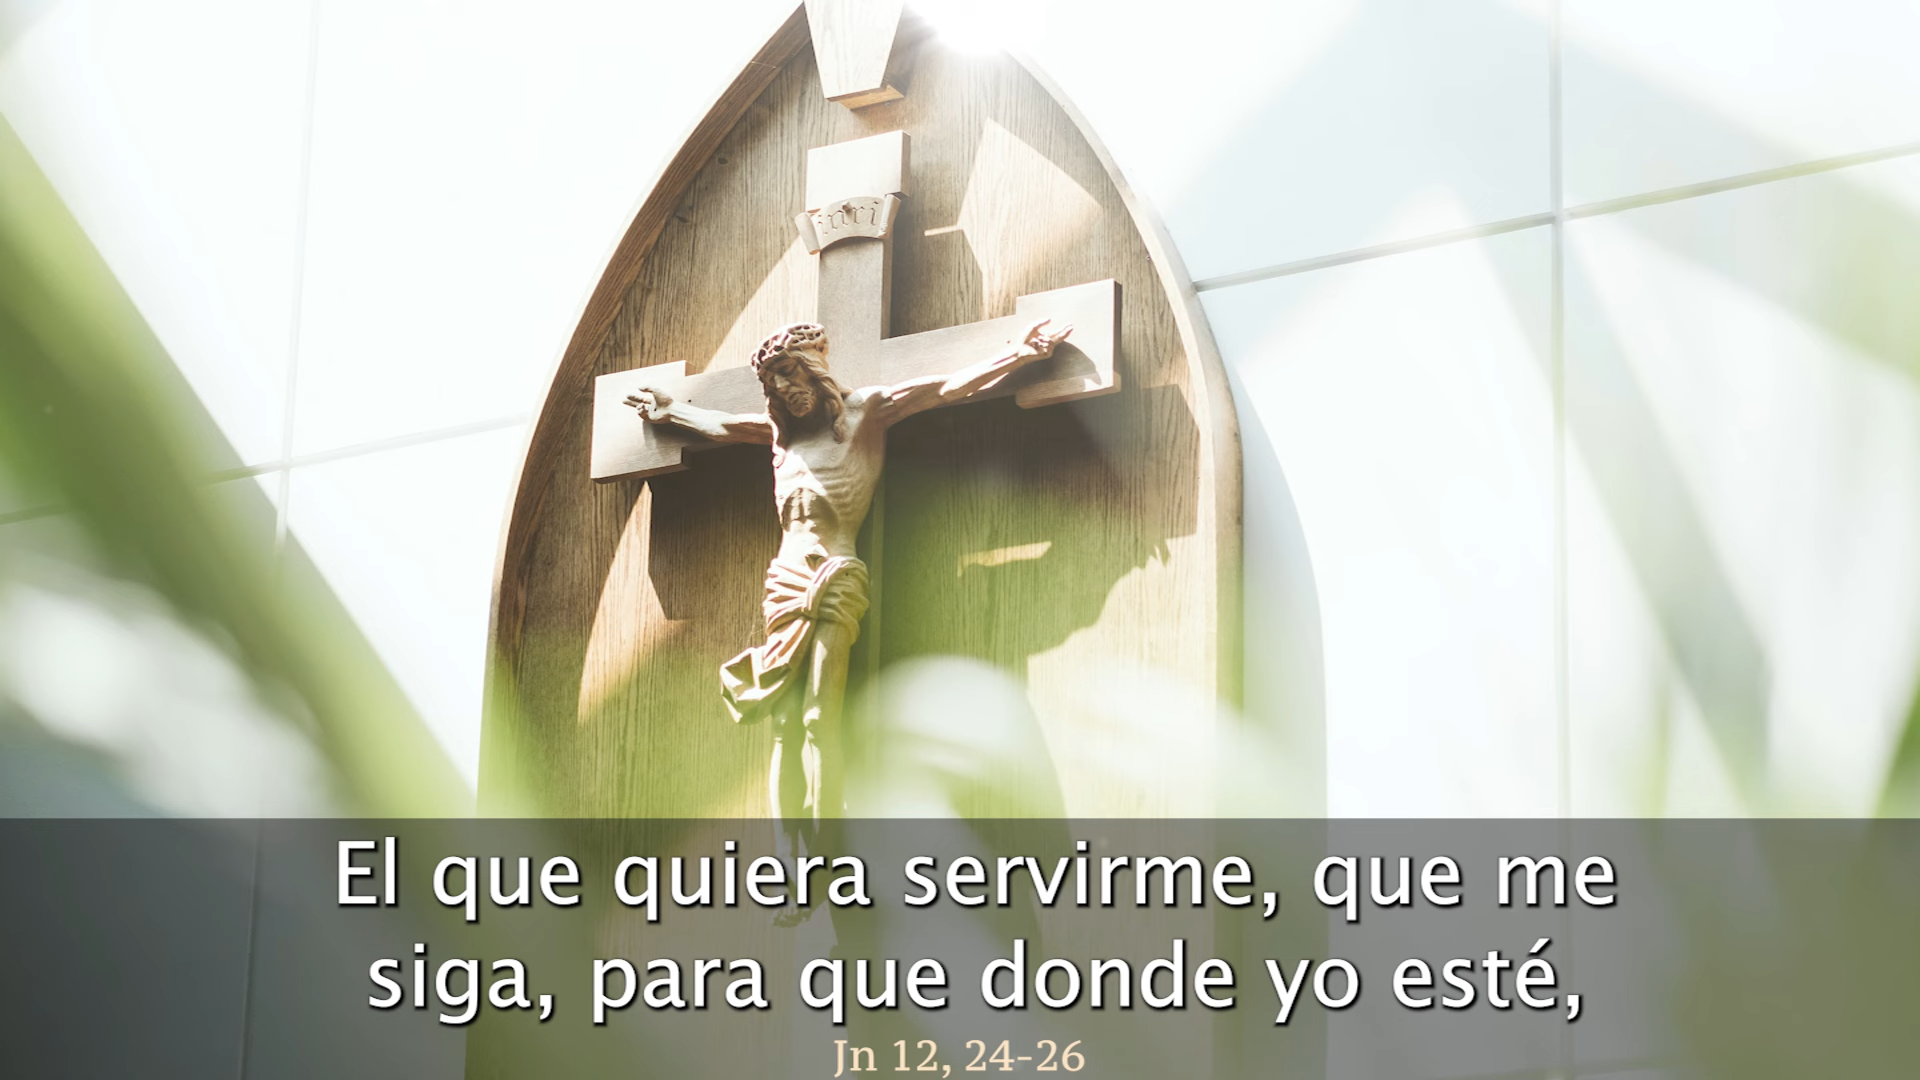 inri
El que quiera servirme, que me
siga, para que donde yo esté,
Jn 12, 24-26